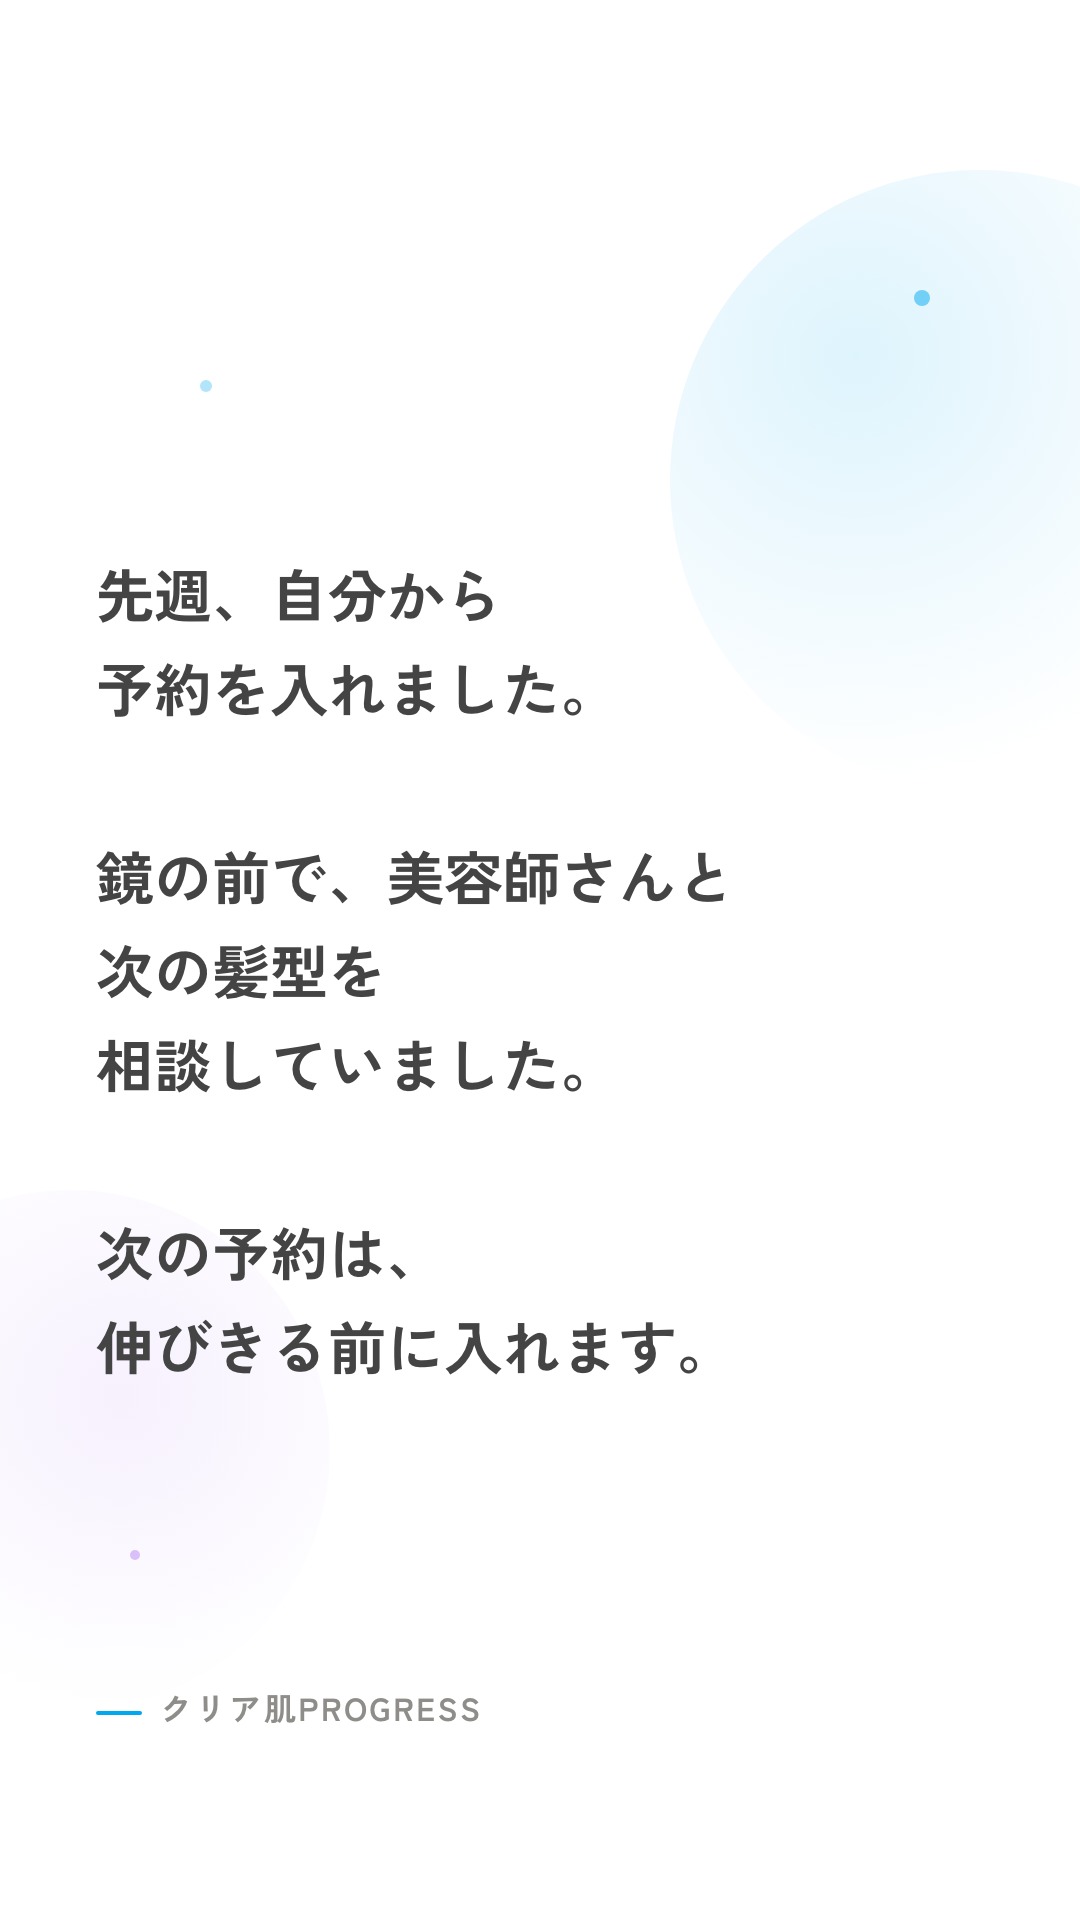 先週、自分から
予約を入れました。
鏡の前で、美容師さんと
次の髪型を
相談していました。
次の予約は、
伸びきる前に入れます。
クリア肌PROGRESS